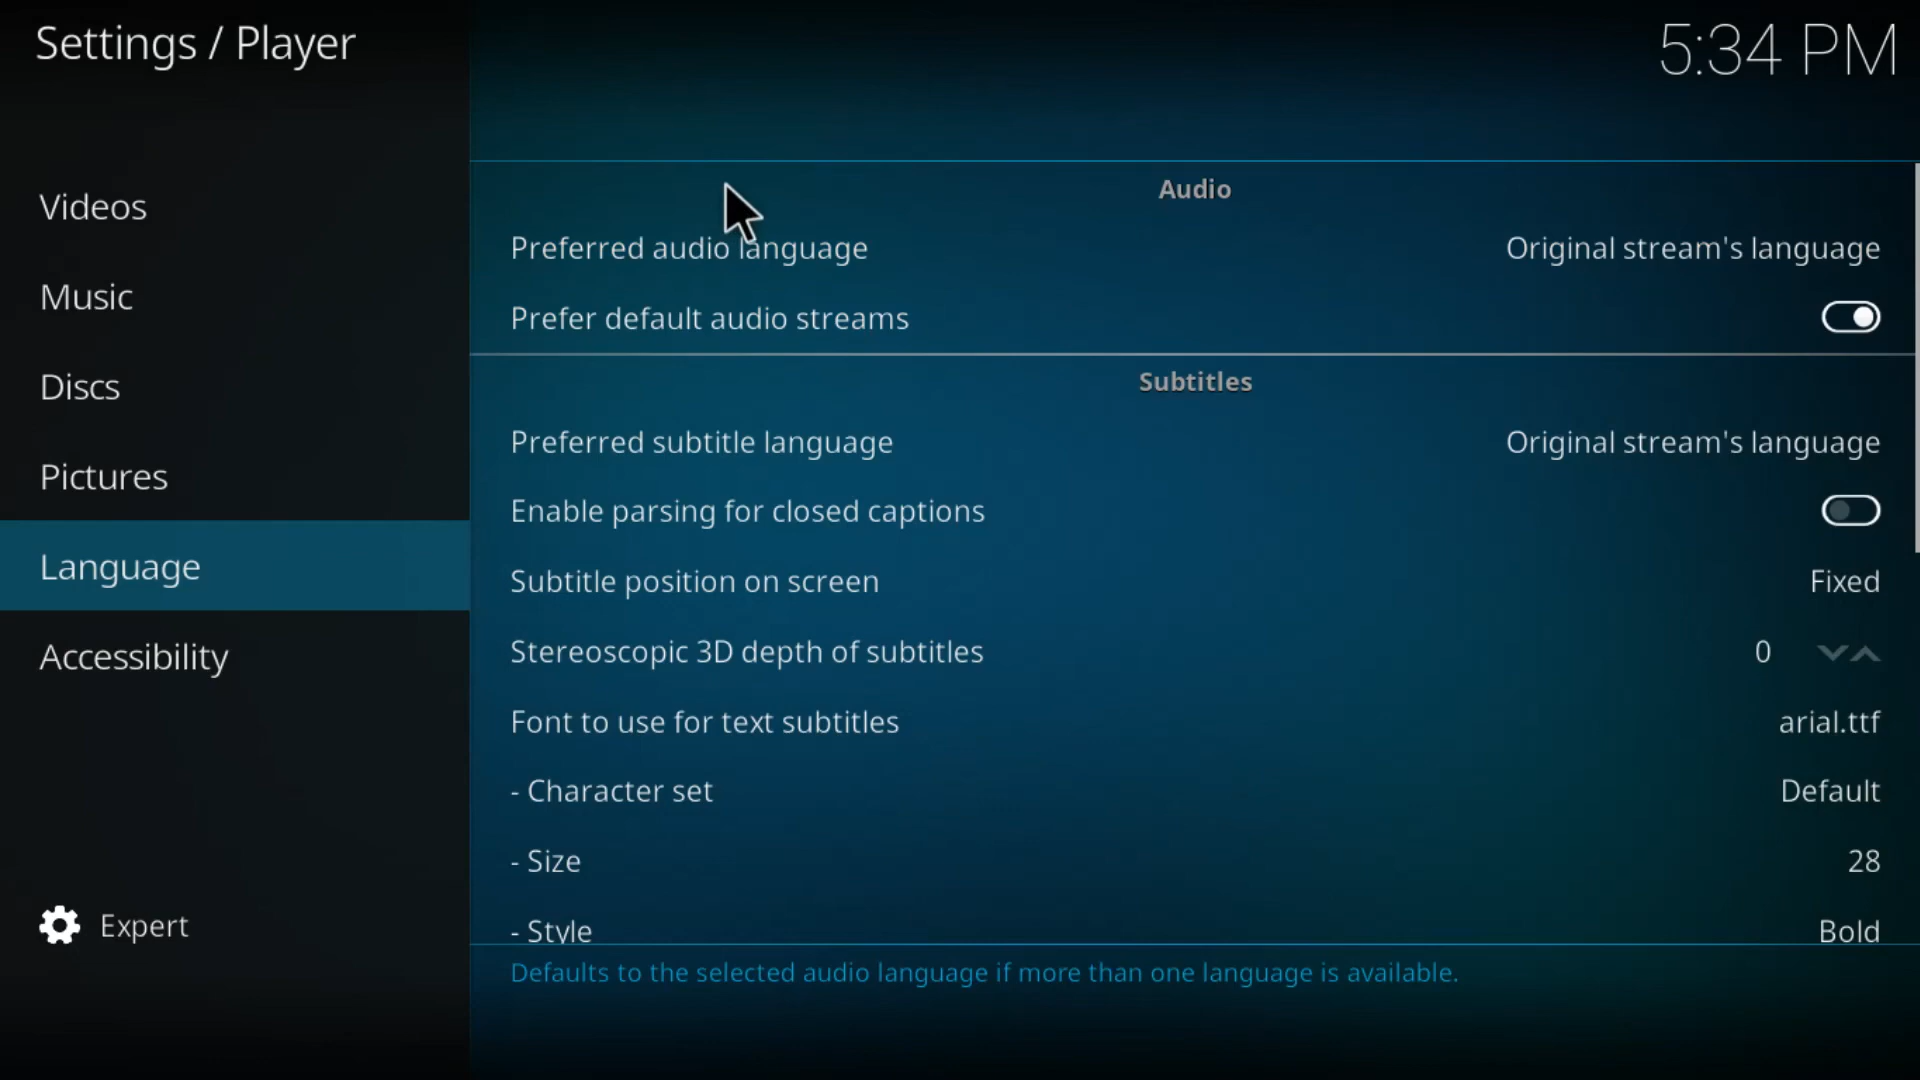 Settings / Player
5:34 PM
Videos
Music
Discs
Pictures
Language
Accessibility
Expert
Audio
Preferred audio language Original stream's language
Prefer default audio streams
Subtitles
Preferred subtitle language Original stream's language
Enable parsing for closed captions
Subtitle position on screen Fixed
Stereoscopic 3D depth of subtitles 0
Font to use for text subtitles arial.ttf
- Character set Default
- Size 28
- Style Bold
Defaults to the selected audio language if more than one language is available.